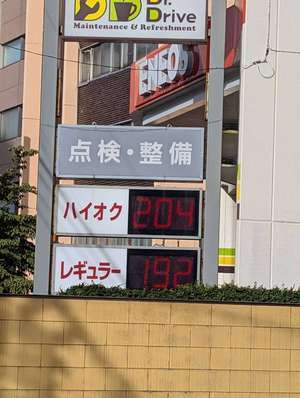 Dr.
Drive
Maintenance & Refreshment
ENEOS
点検・整備
ハイオク 204
レギュラー 192